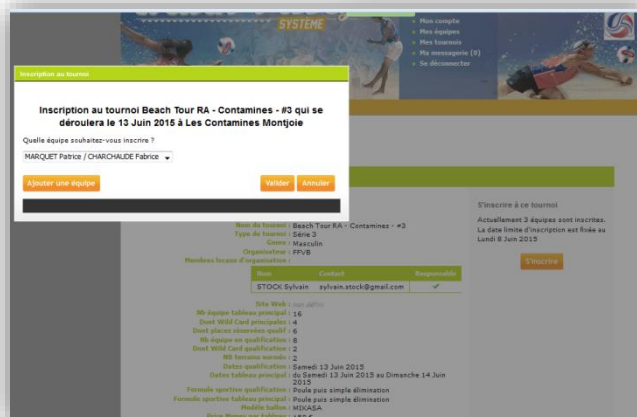 SYSTÈME
Mon compte
Mes équipes
Mes tournois
Ma messagerie (0)
Se déconnecter
Inscription au tournoi
Inscription au tournoi Beach Tour RA - Contamines - #3 qui se
déroulera le 13 Juin 2015 à Les Contamines Montjoie
Quelle équipe souhaitez-vous inscrire ?
MARQUET Patrice / CHARCHAUDE Fabrice
Ajouter une équipe
Valider
Annuler
Nom du tournoi : Beach Tour RA - Contamines - #3
Type de tournoi : Série 3
Genre : Masculin
Organisateur : FFVB
Membres locaux d'organisation :
Nom Contact Responsable
STOCK Sylvain sylvain.stock@gmail.com
Site Web : non défini
Nb équipe tableau principal : 16
Dont Wild Card principales : 4
Dont places réservées qualif : 6
Nb équipe en qualification : 8
Dont Wild Card qualification : 2
Nb terrains
: 2
Dates qualification : Samedi 13 Juin 2015
Dates tableau principal : du Samedi 13 Juin 2015 au Dimanche 14 Juin
2015
Formule sportive qualification : Poule puis simple élimination
Formule sportive tableau principal : Poule puis simple élimination
Modèle ballon : MIKASA
S'inscrire à ce tournoi
Actuellement 3 équipes sont inscrites.
La date limite d'inscription est fixée au
Lundi 8 Juin 2015
S'inscrire